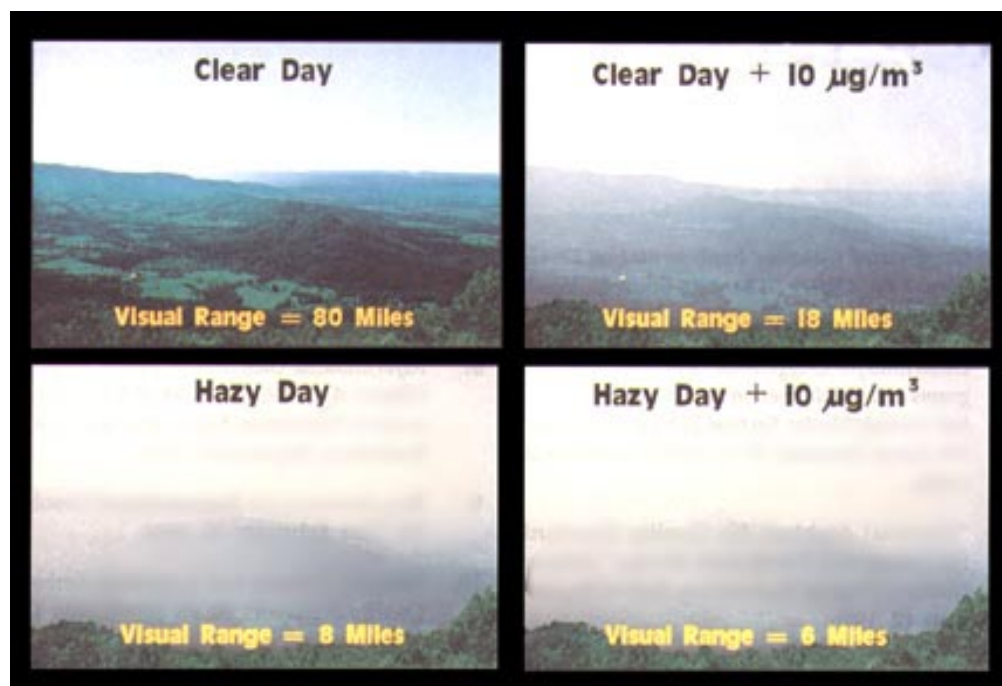 Clear Day
Clear Day + 10 µg/m³
Visual Range = 80 Miles
Visual Range = 18 Miles
Hazy Day
Hazy Day + 10 µg/m³
Visual Range = 8 Miles
Visual Range = 6 Miles